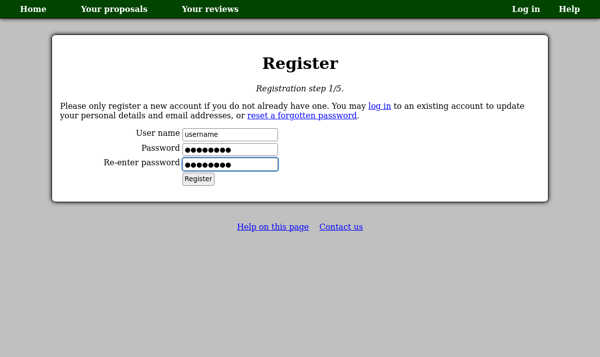 Home Your proposals Your reviews Log in Help
Register
Registration step 1/5.
Please only register a new account if you do not already have one. You may log in to an existing account to update
your personal details and email addresses, or reset a forgotten password.
User name username
Password ●●●●●●●●
Re-enter password ●●●●●●●●
Register
Help on this page Contact us